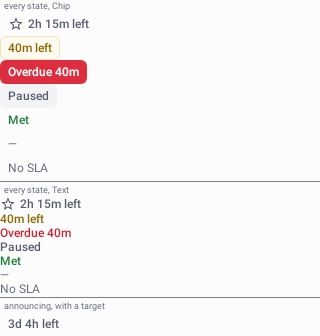 every state, Chip
2h 15m left
40m left
Overdue 40m
Paused
Met
—
No SLA
every state, Text
2h 15m left
40m left
Overdue 40m
Paused
Met
—
No SLA
announcing, with a target
3d 4h left